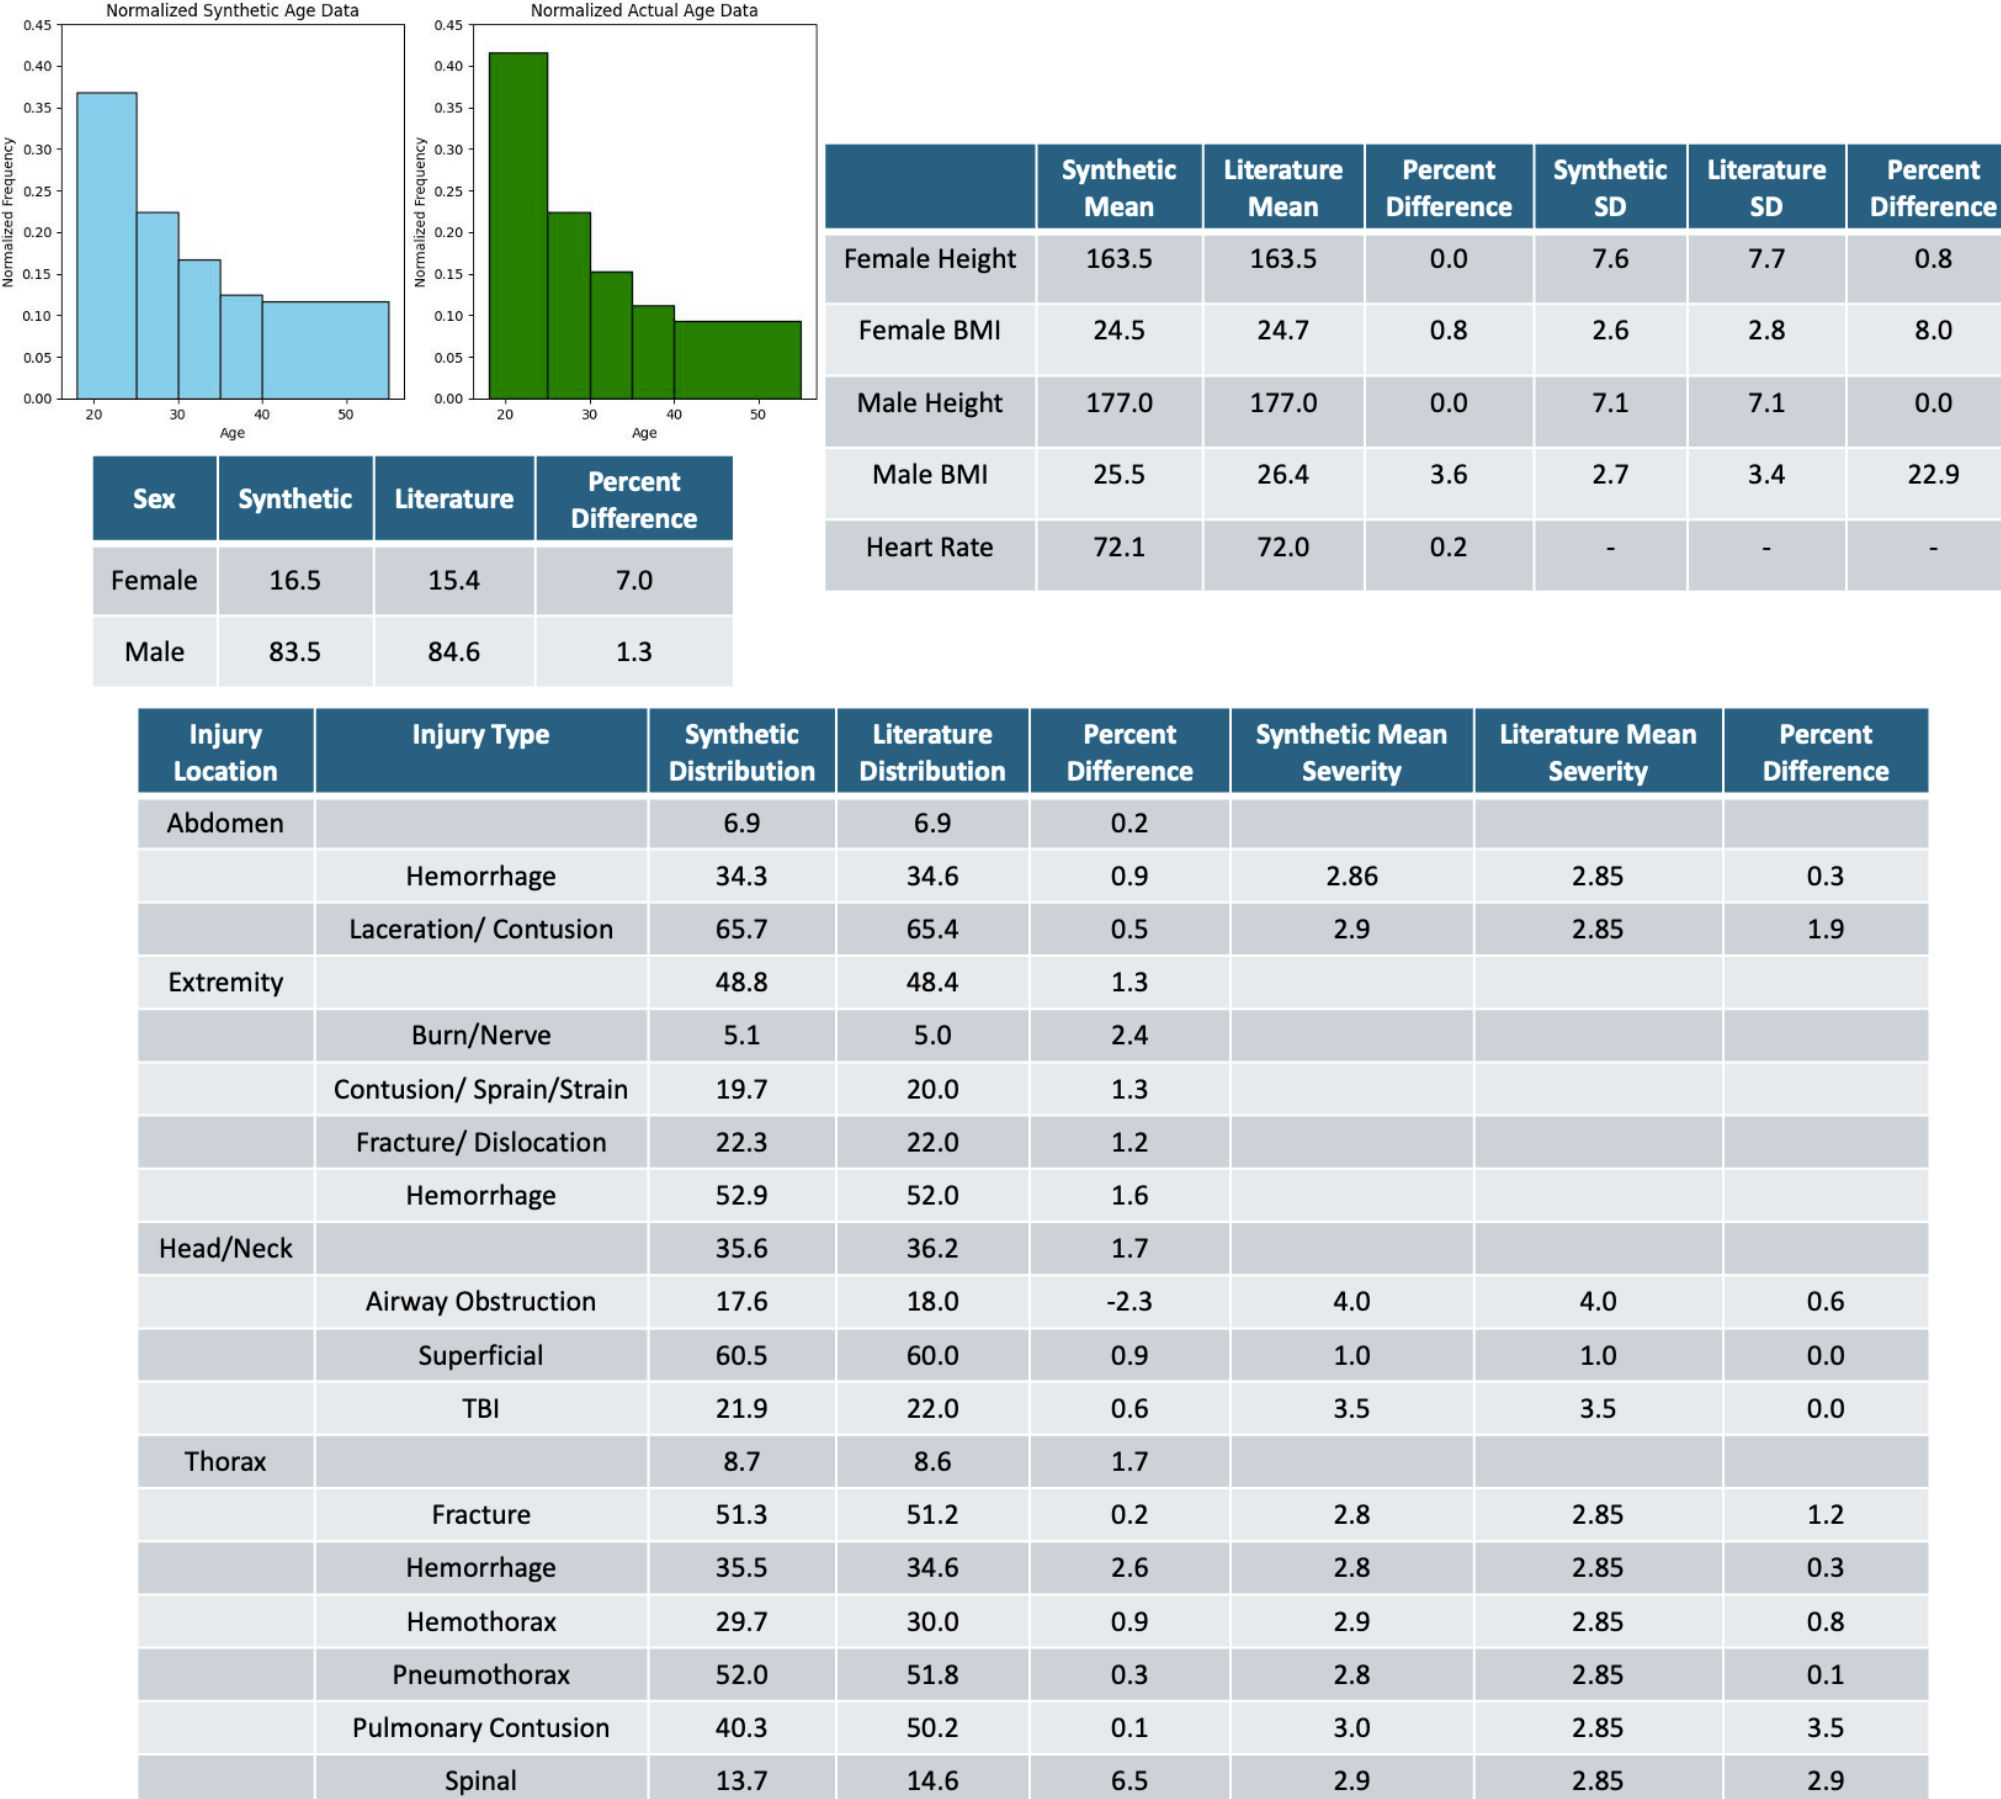 Normalized Synthetic Age Data
Normalized Frequency
0.45
0.40
0.35
0.30
0.25
0.20
0.15
0.10
0.05
0.00
20 30 40 50
Age
Normalized Actual Age Data
Normalized Frequency
0.45
0.40
0.35
0.30
0.25
0.20
0.15
0.10
0.05
0.00
20 30 40 50
Age
Synthetic Mean Literature Mean Percent Difference Synthetic SD Literature SD Percent Difference
Female Height 163.5 163.5 0.0 7.6 7.7 0.8
Female BMI 24.5 24.7 0.8 2.6 2.8 8.0
Male Height 177.0 177.0 0.0 7.1 7.1 0.0
Male BMI 25.5 26.4 3.6 2.7 3.4 22.9
Heart Rate 72.1 72.0 0.2 - - -
Sex Synthetic Literature Percent Difference
Female 16.5 15.4 7.0
Male 83.5 84.6 1.3
Injury Location Injury Type Synthetic Distribution Literature Distribution Percent Difference Synthetic Mean Severity Literature Mean Severity Percent Difference
Abdomen 6.9 6.9 0.2
Hemorrhage 34.3 34.6 0.9 2.86 2.85 0.3
Laceration/ Contusion 65.7 65.4 0.5 2.9 2.85 1.9
Extremity 48.8 48.4 1.3
Burn/Nerve 5.1 5.0 2.4
Contusion/ Sprain/Strain 19.7 20.0 1.3
Fracture/ Dislocation 22.3 22.0 1.2
Hemorrhage 52.9 52.0 1.6
Head/Neck 35.6 36.2 1.7
Airway Obstruction 17.6 18.0 -2.3 4.0 4.0 0.6
Superficial 60.5 60.0 0.9 1.0 1.0 0.0
TBI 21.9 22.0 0.6 3.5 3.5 0.0
Thorax 8.7 8.6 1.7
Fracture 51.3 51.2 0.2 2.8 2.85 1.2
Hemorrhage 35.5 34.6 2.6 2.8 2.85 0.3
Hemothorax 29.7 30.0 0.9 2.9 2.85 0.8
Pneumothorax 52.0 51.8 0.3 2.8 2.85 0.1
Pulmonary Contusion 40.3 50.2 0.1 3.0 2.85 3.5
Spinal 13.7 14.6 6.5 2.9 2.85 2.9